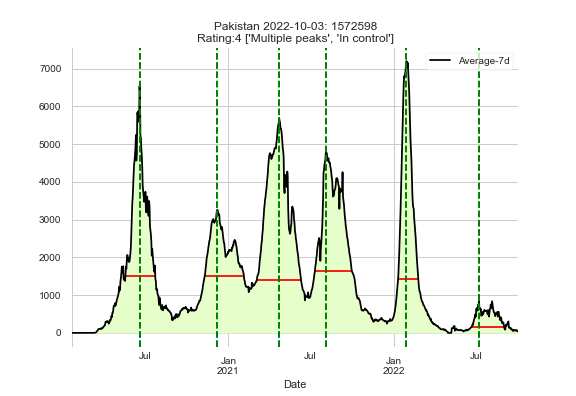 Pakistan 2022-10-03: 1572598
Rating:4 ['Multiple peaks', 'In control']
Average-7d
7000
6000
5000
4000
3000
2000
1000
0
Jul
Jan
2021
Jul
Jan
2022
Jul
Date